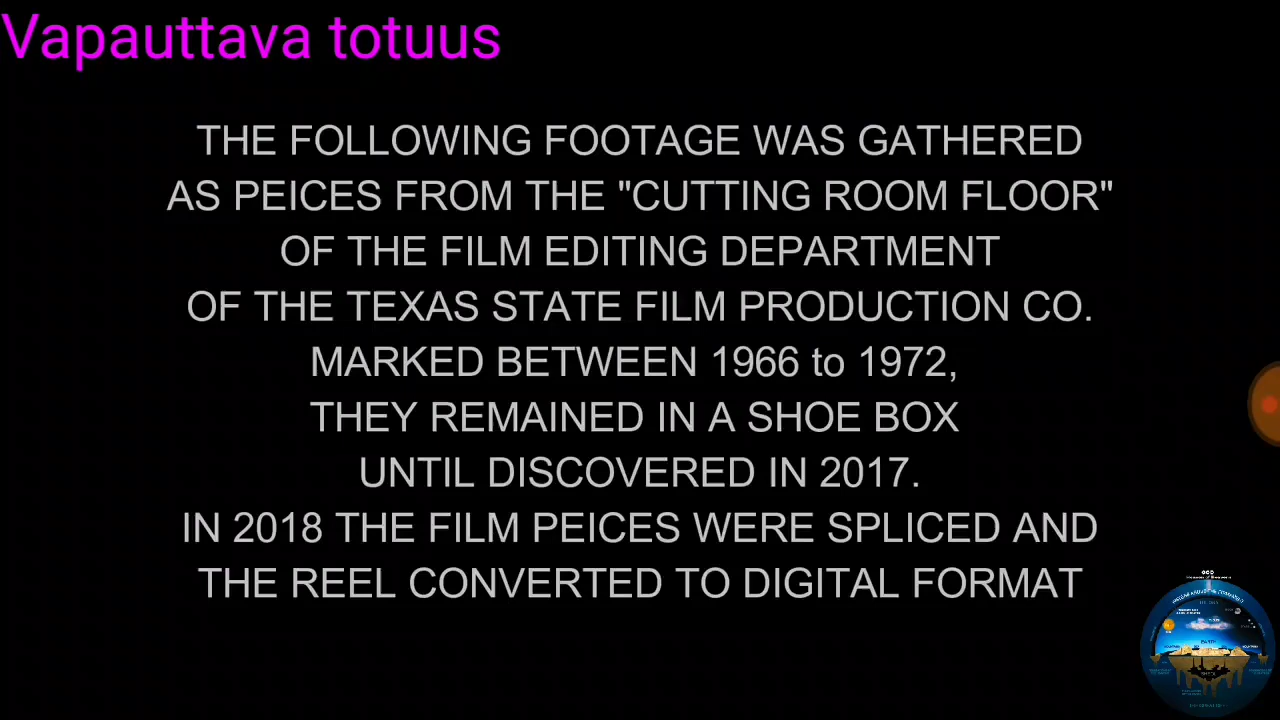 Vapauttava totuus
THE FOLLOWING FOOTAGE WAS GATHERED
AS PEICES FROM THE "CUTTING ROOM FLOOR"
OF THE FILM EDITING DEPARTMENT
OF THE TEXAS STATE FILM PRODUCTION CO.
MARKED BETWEEN 1966 to 1972,
THEY REMAINED IN A SHOE BOX
UNTIL DISCOVERED IN 2017.
IN 2018 THE FILM PEICES WERE SPLICED AND
THE REEL CONVERTED TO DIGITAL FORMAT
EARTH